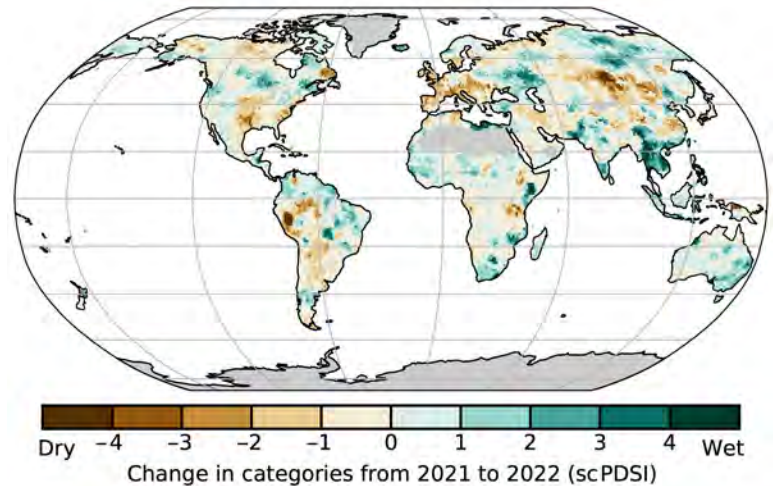 Dry −4 −3 −2 −1 0 1 2 3 4 Wet
Change in categories from 2021 to 2022 (scPDSI)